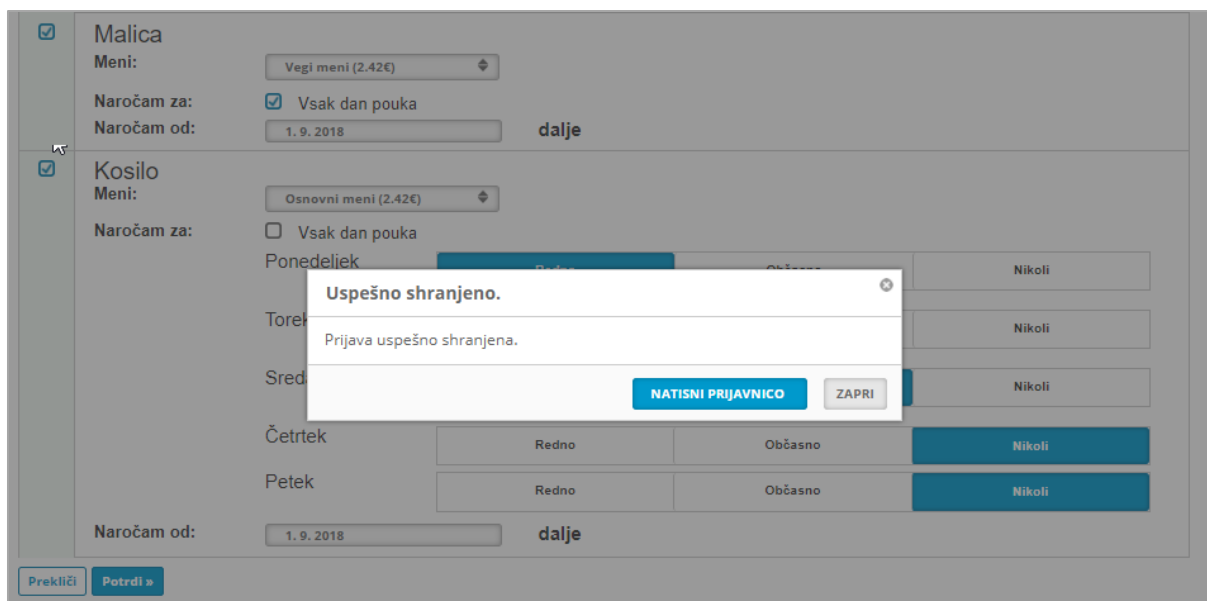 Malica
Meni: Vegi meni (2.42€)
Naročam za: Vsak dan pouka
Naročam od: 1. 9. 2018 dalje
Kosilo
Meni: Osnovni meni (2.42€)
Naročam za: Vsak dan pouka
Ponedeljek Redno Občasno Nikoli
Uspešno shranjeno.
Nikoli
Prijava uspešno shranjena.
Nikoli
NATISNI PRIJAVNICO ZAPRI
Četrtek Redno Občasno Nikoli
Petek Redno Občasno Nikoli
Naročam od: 1. 9. 2018 dalje
Prekliči Potrdi »